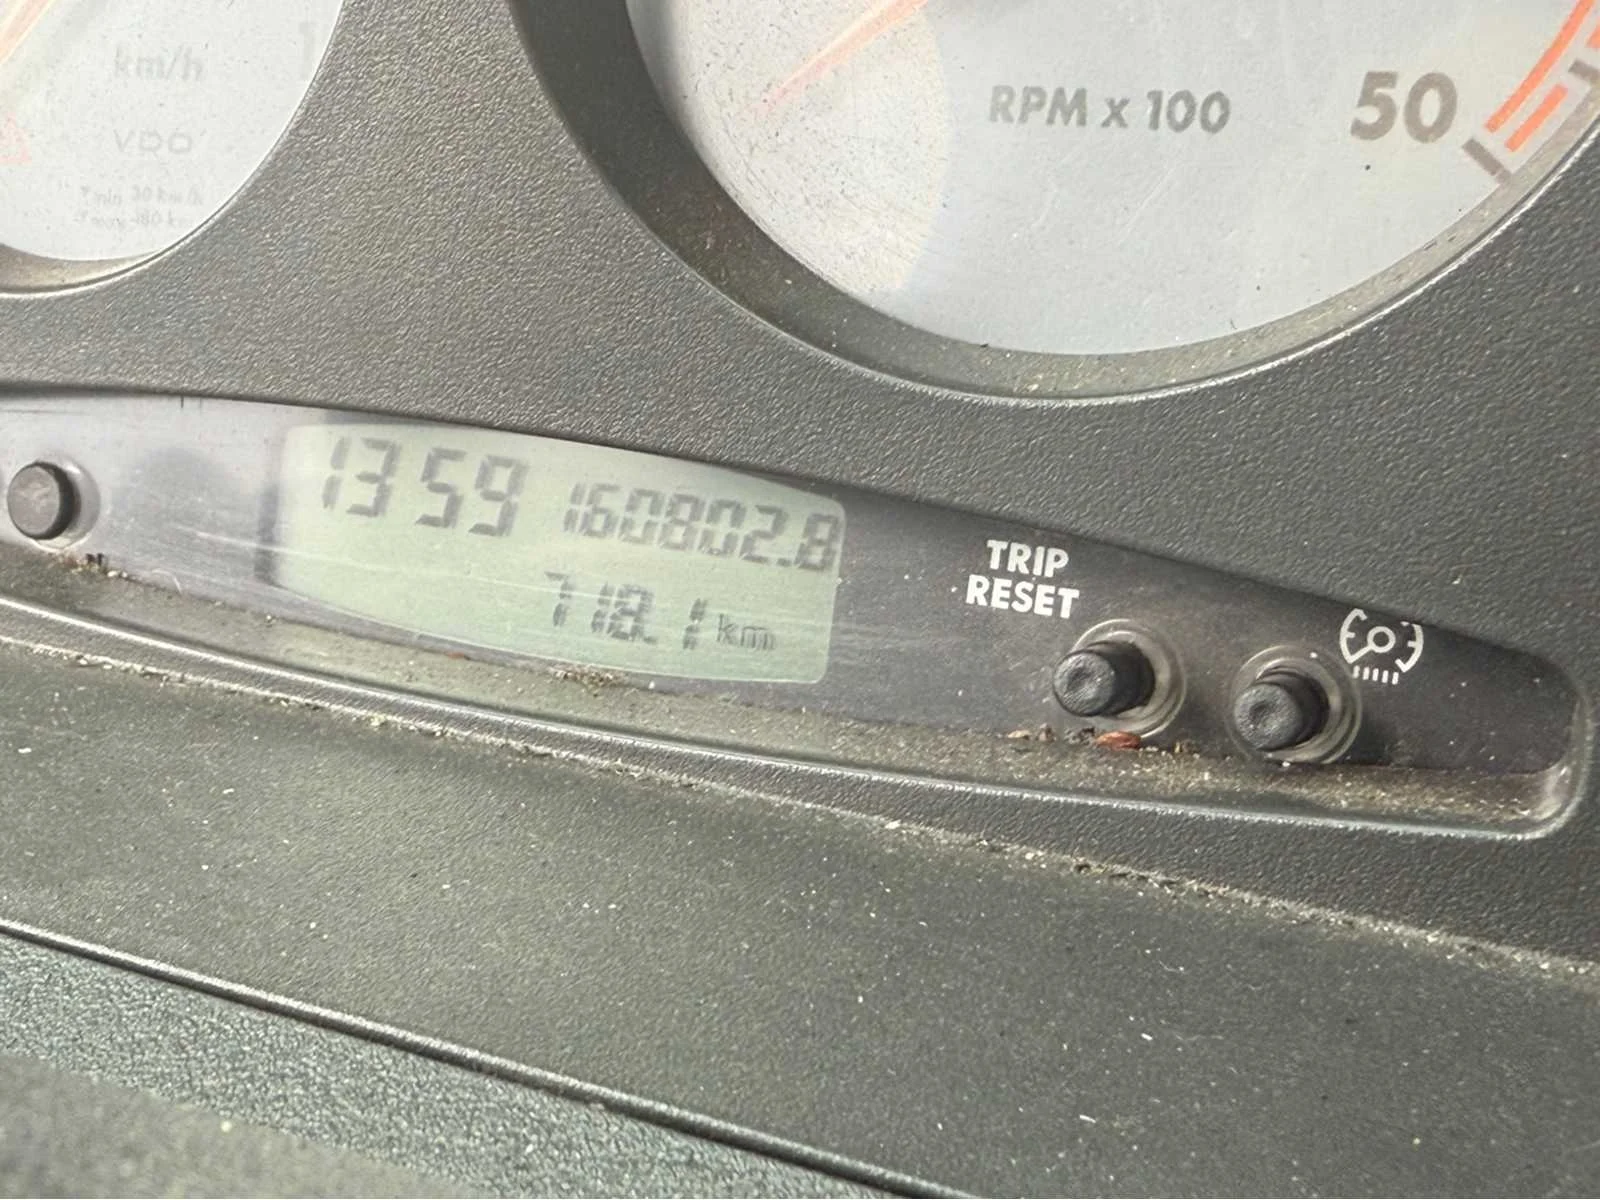 km/h
VDO
RPM x 100
50
13 59 160802.8
718.1 km
TRIP
RESET